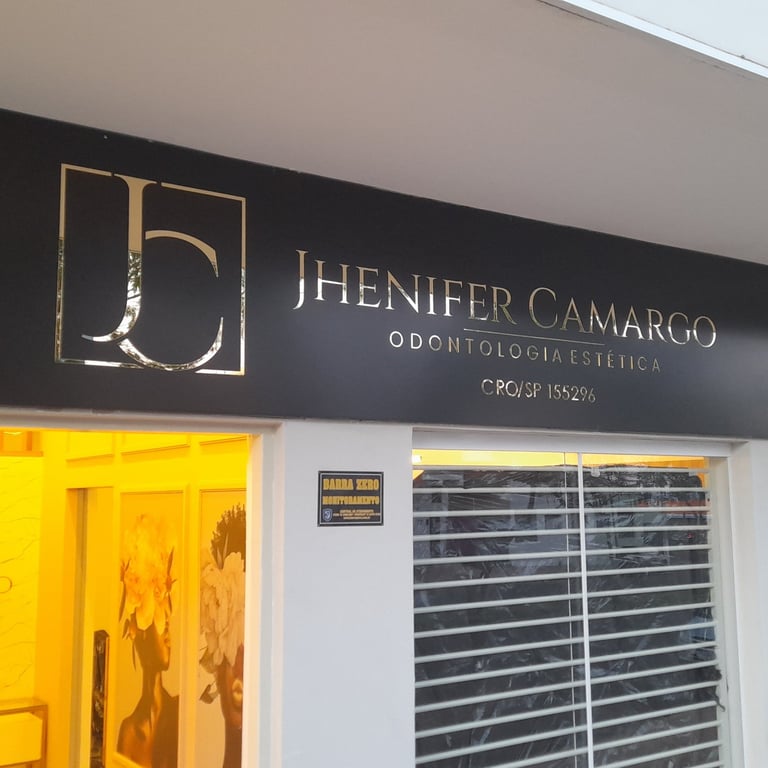 JC
JHENIFER CAMARGO
ODONTOLOGIA ESTÉTICA
CRO/SP 155296
BARRA ZERO
MONITORAMENTO